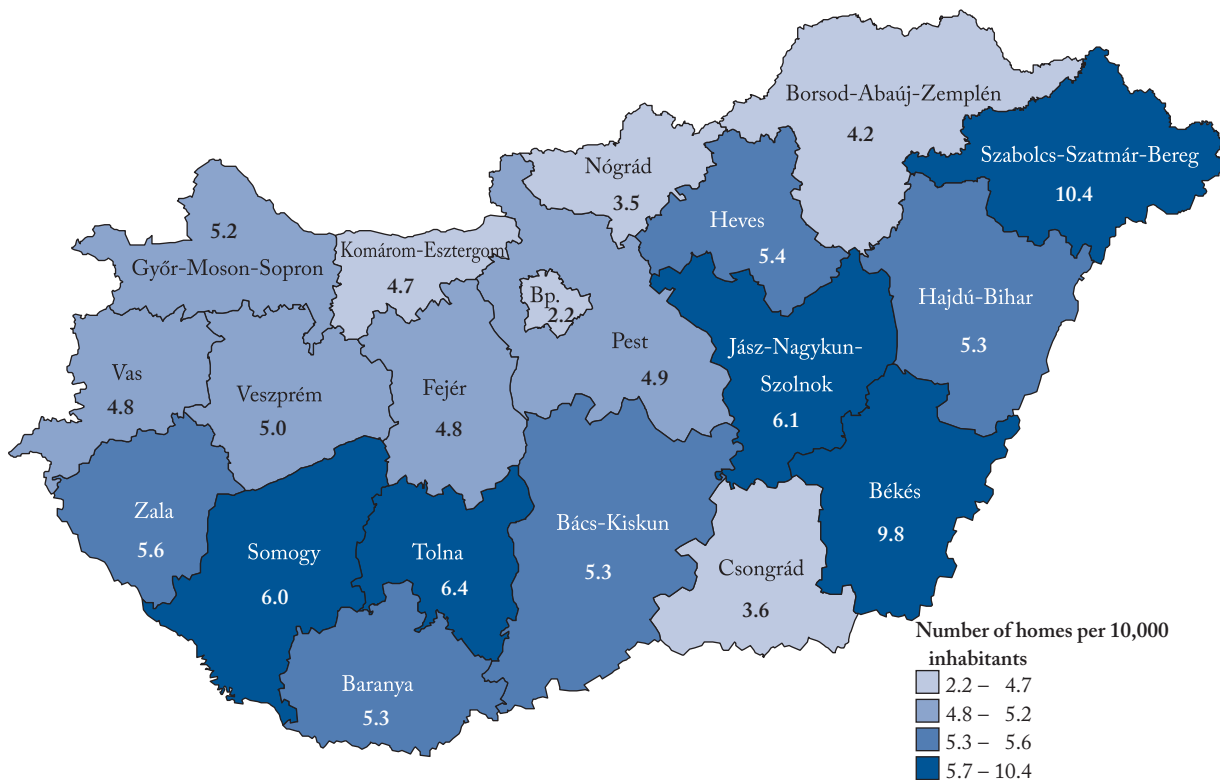 Borsod-Abaúj-Zemplén
4.2
Szabolcs-Szatmár-Bereg
10.4
Nógrád
3.5
Heves
5.4
5.2
Győr-Moson-Sopron
Komárom-Esztergom
4.7
Bp.
2.2
Hajdú-Bihar
5.3
Pest
4.9
Jász-Nagykun-
Szolnok
6.1
Vas
4.8
Veszprém
5.0
Fejér
4.8
Zala
5.6
Somogy
6.0
Tolna
6.4
Bács-Kiskun
5.3
Békés
9.8
Csongrád
3.6
Baranya
5.3
Number of homes per 10,000
inhabitants
2.2 – 4.7
4.8 – 5.2
5.3 – 5.6
5.7 – 10.4